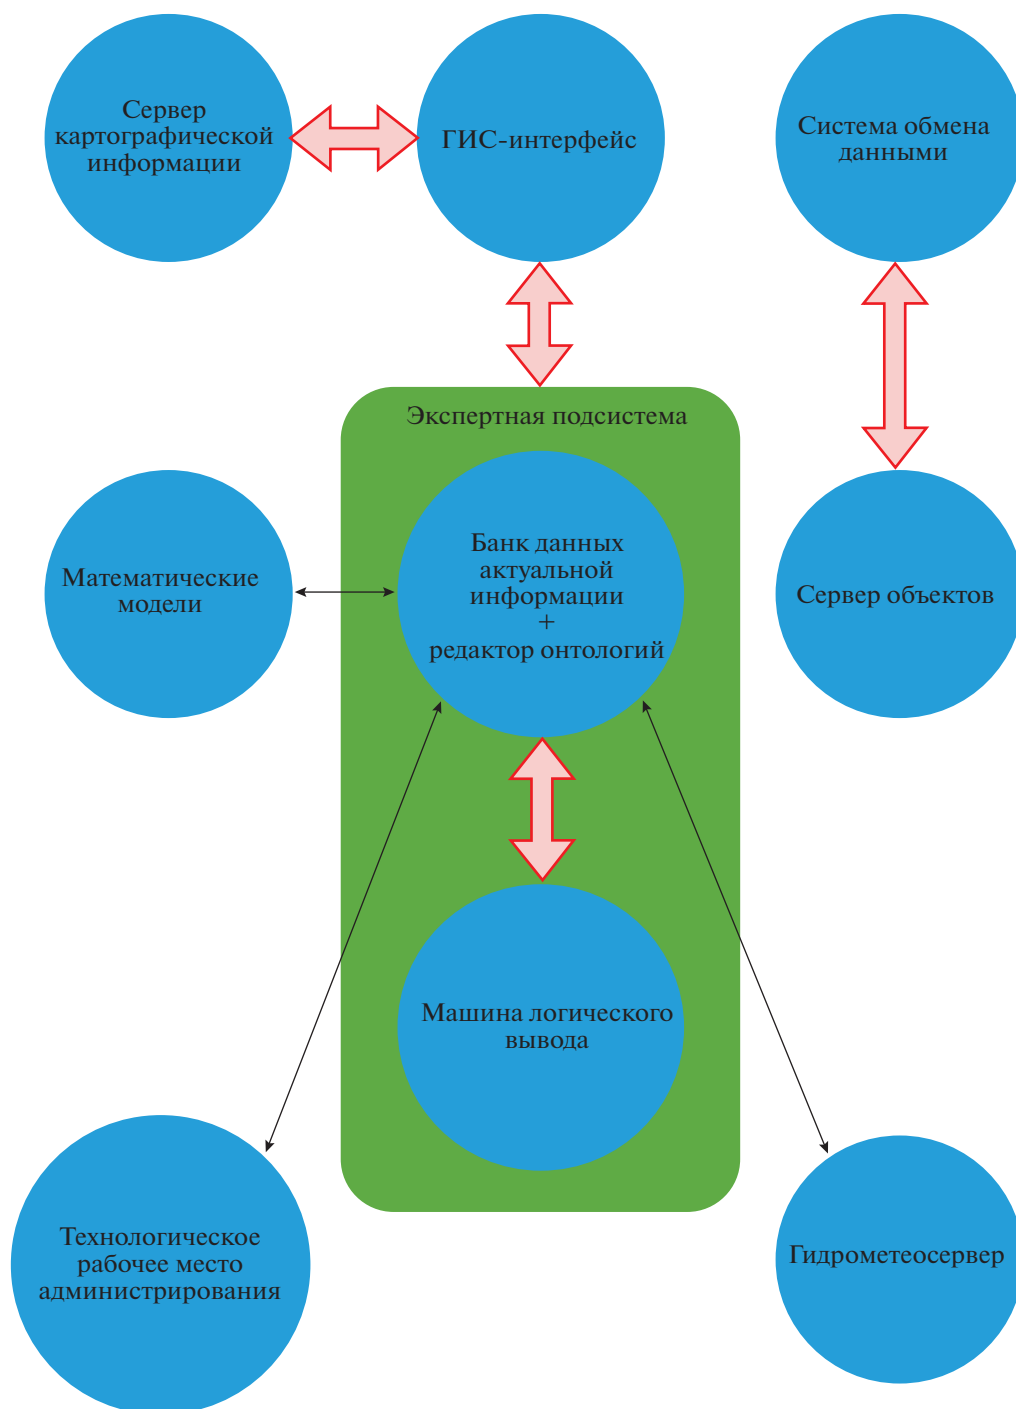 Сервер
картографической
информации
ГИС-интерфейс
Система обмена
данными
Экспертная подсистема
Математические
модели
Банк данных
актуальной
информации
+
редактор онтологий
Сервер объектов
Машина логического
вывода
Технологическое
рабочее место
администрирования
Гидрометеосервер